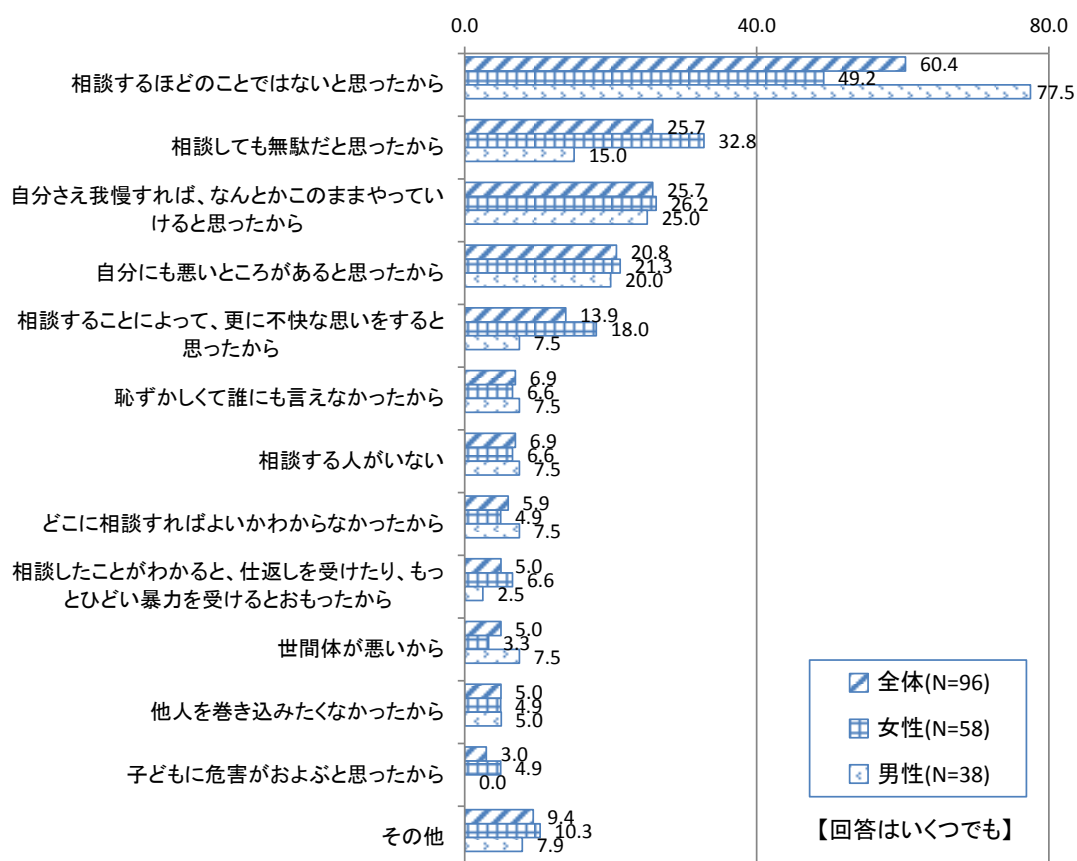 0.0 40.0 80.0
相談するほどのことではないと思ったから
60.4
49.2
77.5
相談しても無駄だと思ったから
25.7
32.8
15.0
自分さえ我慢すれば、なんとかこのままやってい
けると思ったから
25.7
26.2
25.0
自分にも悪いところがあると思ったから
20.8
21.3
20.0
相談することによって、更に不快な思いをすると
思ったから
13.9
18.0
7.5
恥ずかしくて誰にも言えなかったから
6.9
6.6
7.5
相談する人がいない
6.9
6.6
7.5
どこに相談すればよいかわからなかったから
5.9
4.9
7.5
相談したことがわかると、仕返しを受けたり、もっ
とひどい暴力を受けるとおもったから
5.0
6.6
2.5
世間体が悪いから
5.0
3.3
7.5
他人を巻き込みたくなかったから
5.0
4.9
5.0
子どもに危害がおよぶと思ったから
3.0
4.9
0.0
その他
9.4
10.3
7.9
全体(N=96)
女性(N=58)
男性(N=38)
【回答はいくつでも】